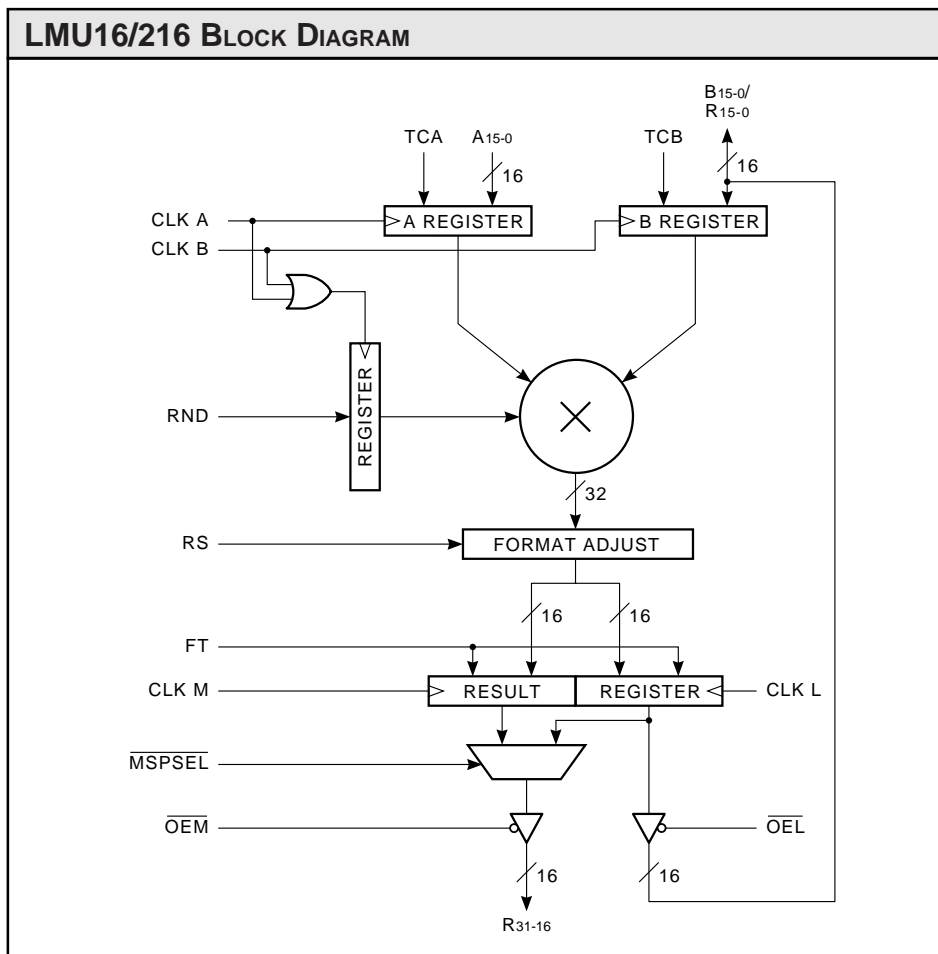 LMU16/216 BLOCK DIAGRAM
B15-0/
R15-0
TCA
A15-0
TCB
16
16
CLK A
A REGISTER
B REGISTER
CLK B
REGISTER
RND
32
RS
FORMAT ADJUST
16
16
FT
CLK M
RESULT
REGISTER
CLK L
MSPSEL
OEM
OEL
16
16
R31-16